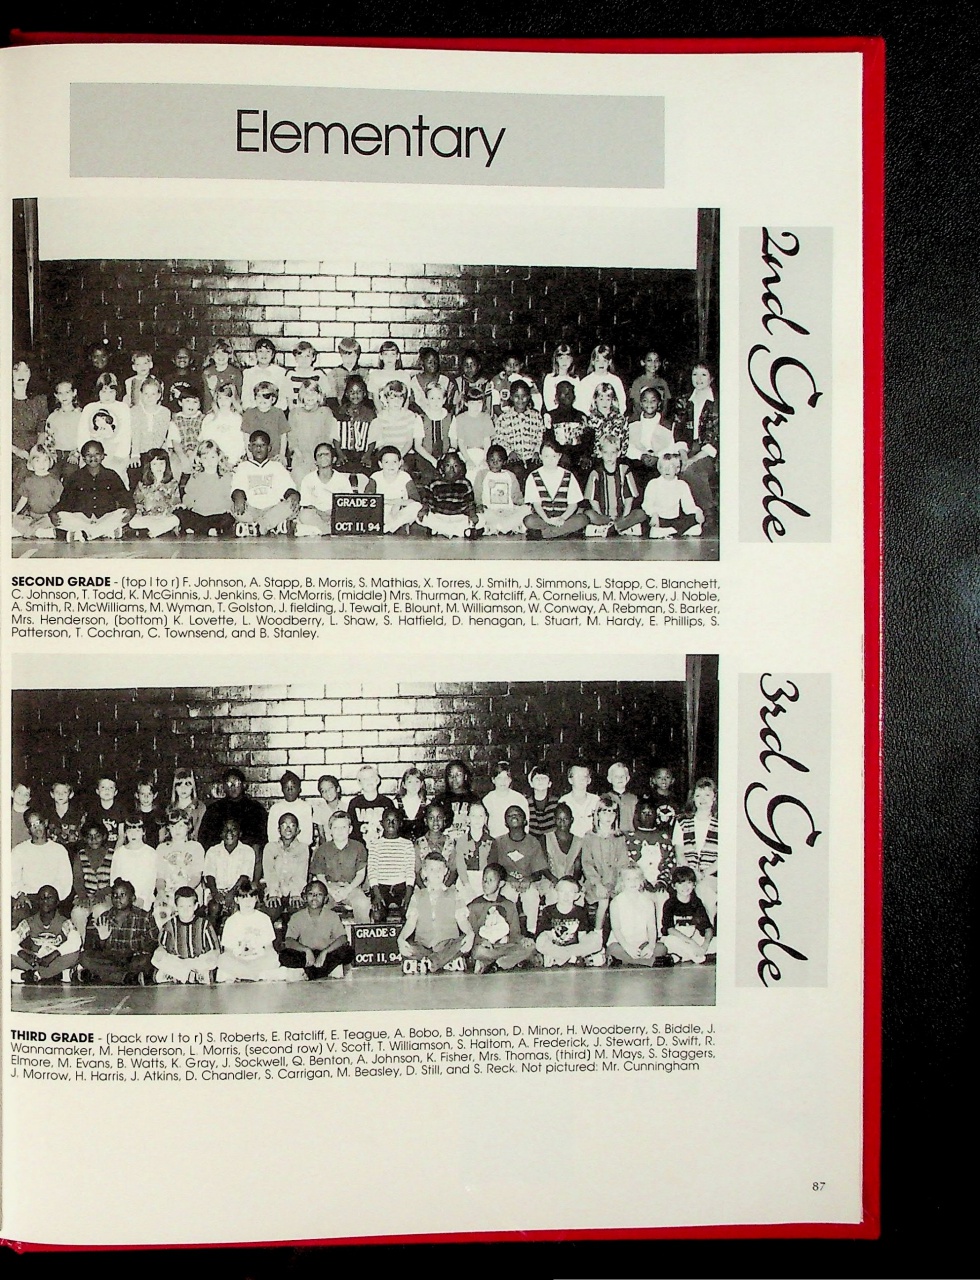 Elementary
2nd Grade
GRADE 2
OCT 11, 94
SECOND GRADE - (top l to r) F. Johnson, A. Stapp, B. Morris, S. Mathias, X. Torres, J. Smith, J. Simmons, L. Stapp, C. Blanchett,
C. Johnson, T. Todd, K. McGinnis, J. Jenkins, G. McMorris, (middle) Mrs. Thurman, K. Ratcliff, A. Cornelius, M. Mowery, J. Noble,
A. Smith, R. McWilliams, M. Wyman, T. Golston, J. fielding, J. Tewalt, E. Blount, M. Williamson, W. Conway, A. Rebman, S. Barker,
Mrs. Henderson, (bottom) K. Lovette, L. Woodberry, L. Shaw, S. Hatfield, D. henagan, L. Stuart, M. Hardy, E. Phillips, S.
Patterson, T. Cochran, C. Townsend, and B. Stanley.
3rd Grade
GRADE 3
OCT 11, 94
THIRD GRADE - (back row l to r) S. Roberts, E. Ratcliff, E. Teague, A. Bobo, B. Johnson, D. Minor, H. Woodberry, S. Biddle, J.
Wannamaker, M. Henderson, L. Morris, (second row) V. Scott, T. Williamson, S. Haltom, A. Frederick, J. Stewart, D. Swift, R.
Elmore, M. Evans, B. Watts, K. Gray, J. Sockwell, Q. Benton, A. Johnson, K. Fisher, Mrs. Thomas, (third) M. Mays, S. Staggers,
J. Morrow, H. Harris, J. Atkins, D. Chandler, S. Carrigan, M. Beasley, D. Still, and S. Reck. Not pictured: Mr. Cunningham
87